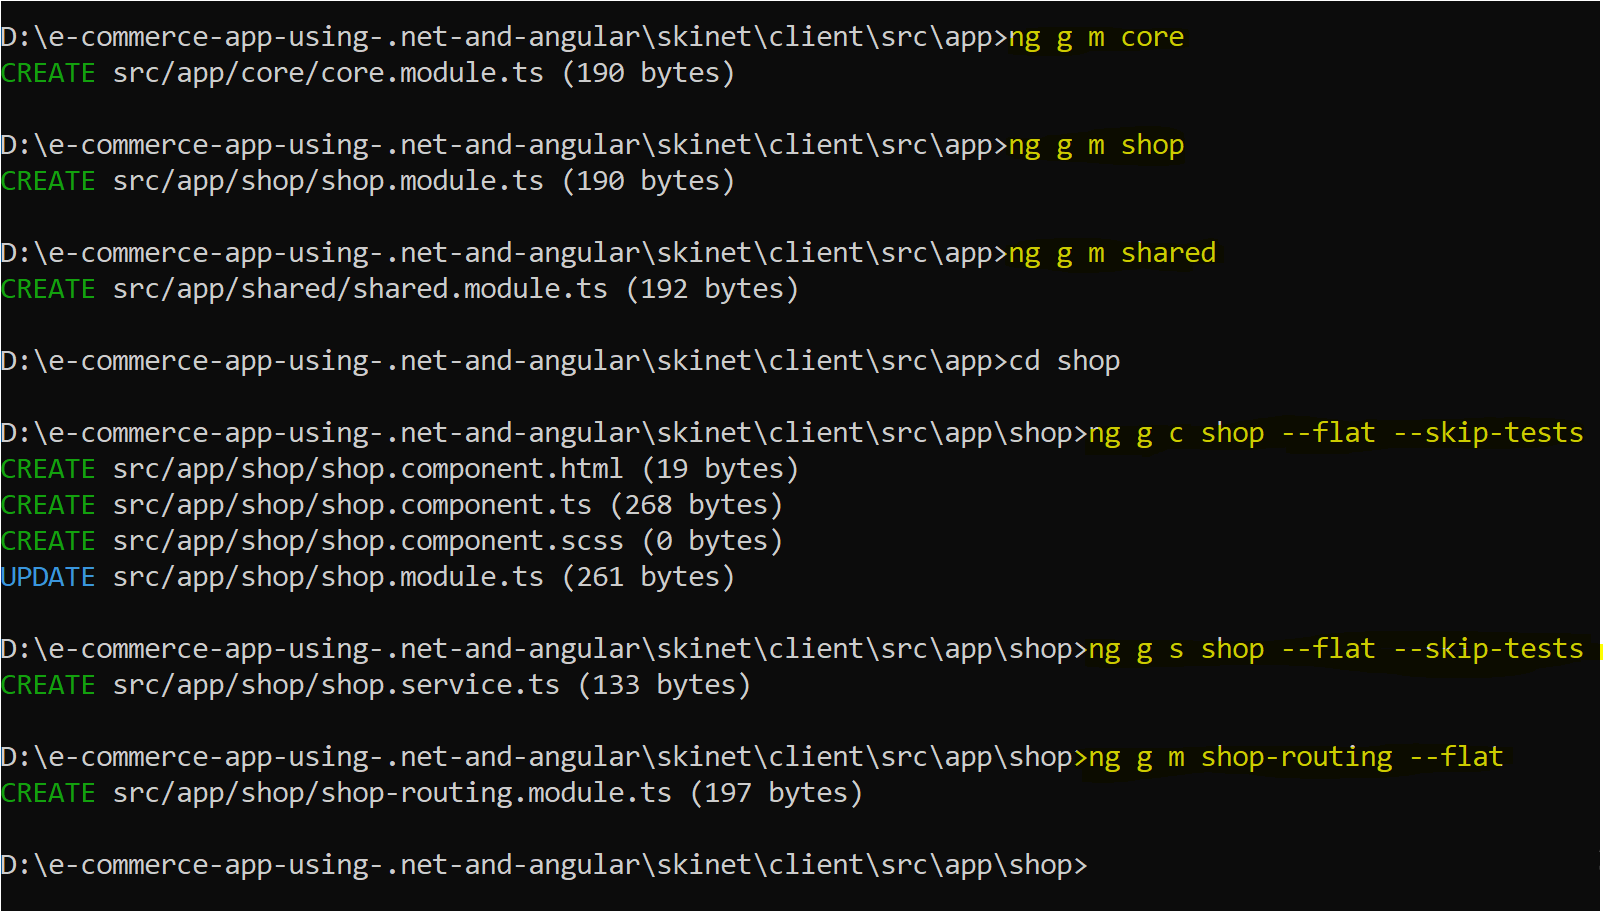 D:\e-commerce-app-using-.net-and-angular\skinet\client\src\app>ng g m core
CREATE src/app/core/core.module.ts (190 bytes)
D:\e-commerce-app-using-.net-and-angular\skinet\client\src\app>ng g m shop
CREATE src/app/shop/shop.module.ts (190 bytes)
D:\e-commerce-app-using-.net-and-angular\skinet\client\src\app>ng g m shared
CREATE src/app/shared/shared.module.ts (192 bytes)
D:\e-commerce-app-using-.net-and-angular\skinet\client\src\app>cd shop
D:\e-commerce-app-using-.net-and-angular\skinet\client\src\app\shop>ng g c shop --flat --skip-tests
CREATE src/app/shop/shop.component.html (19 bytes)
CREATE src/app/shop/shop.component.ts (268 bytes)
CREATE src/app/shop/shop.component.scss (0 bytes)
UPDATE src/app/shop/shop.module.ts (261 bytes)
D:\e-commerce-app-using-.net-and-angular\skinet\client\src\app\shop>ng g s shop --flat --skip-tests
CREATE src/app/shop/shop.service.ts (133 bytes)
D:\e-commerce-app-using-.net-and-angular\skinet\client\src\app\shop>ng g m shop-routing --flat
CREATE src/app/shop/shop-routing.module.ts (197 bytes)
D:\e-commerce-app-using-.net-and-angular\skinet\client\src\app\shop>